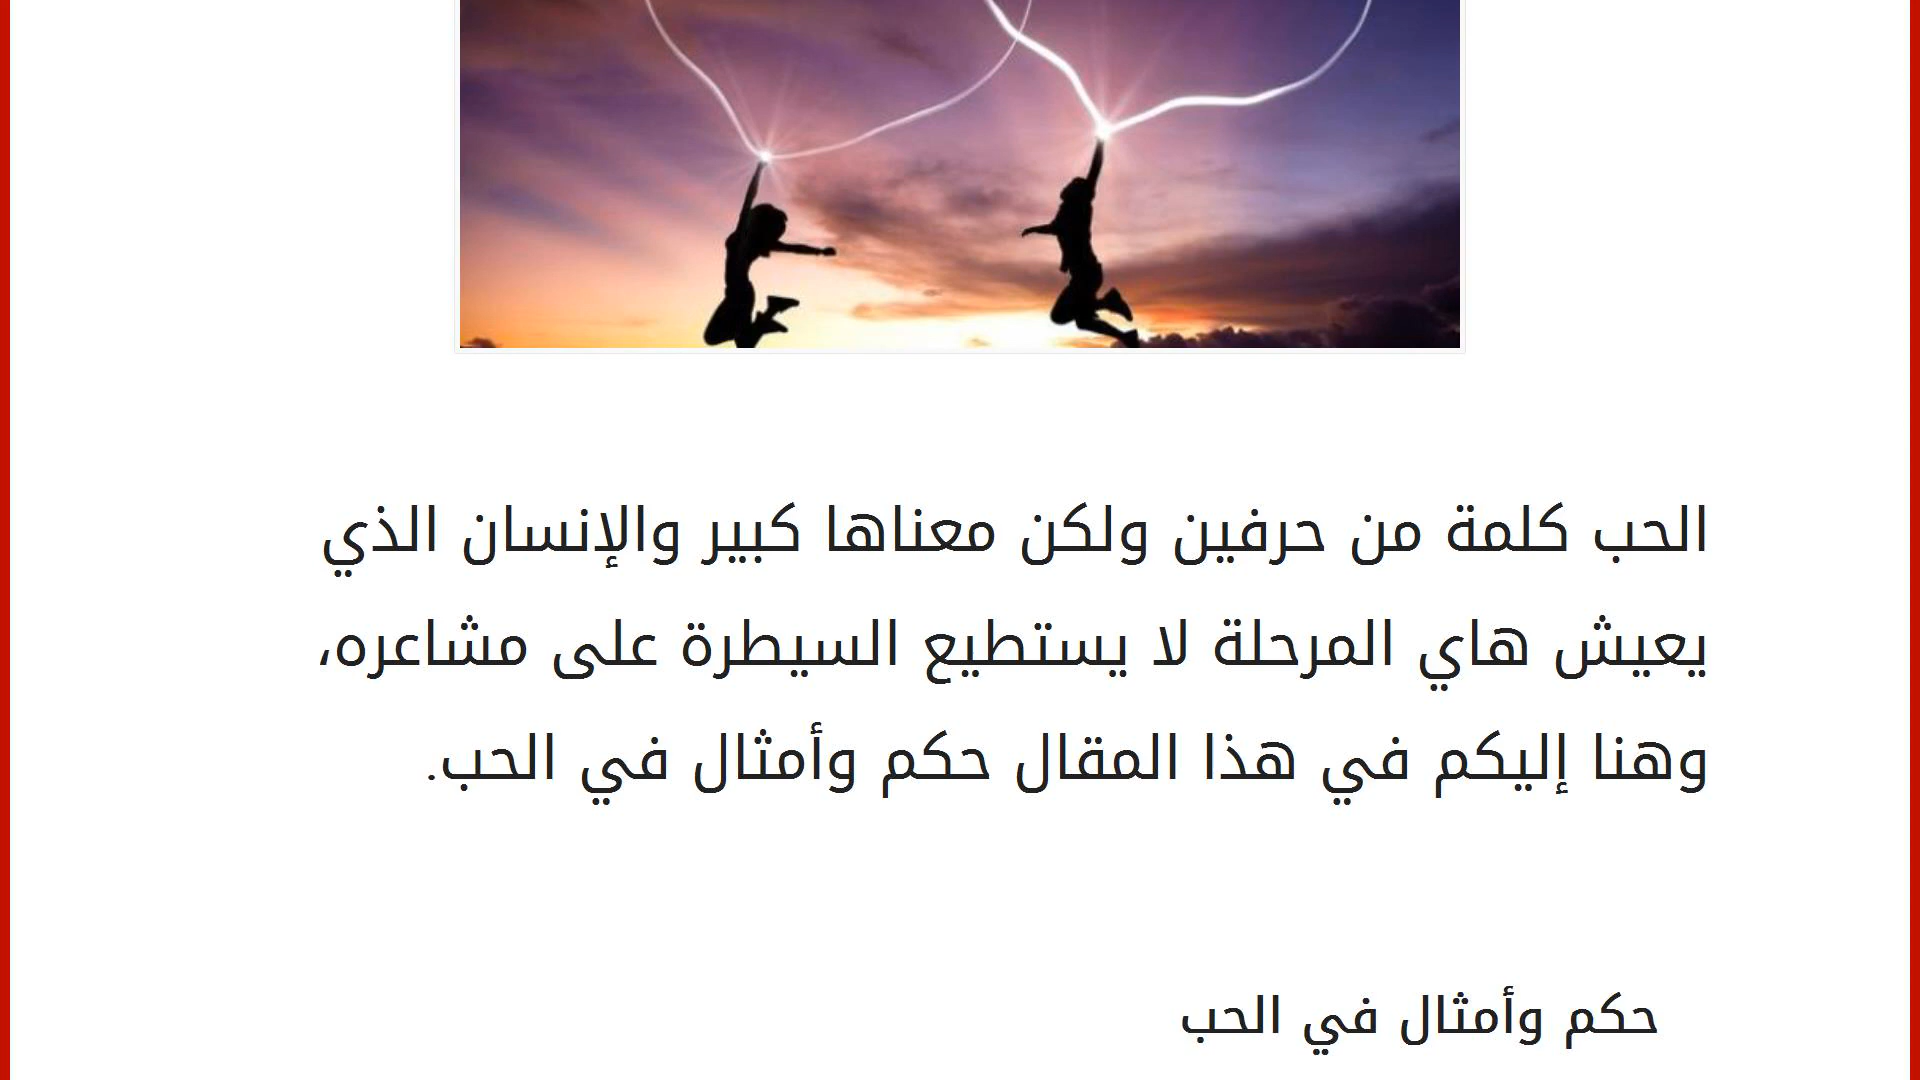 الحب كلمة من حرفين ولكن معناها كبير والإنسان الذي
يعيش هاي المرحلة لا يستطيع السيطرة على مشاعره،
وهنا إليكم في هذا المقال حكم وأمثال في الحب.
حكم وأمثال في الحب